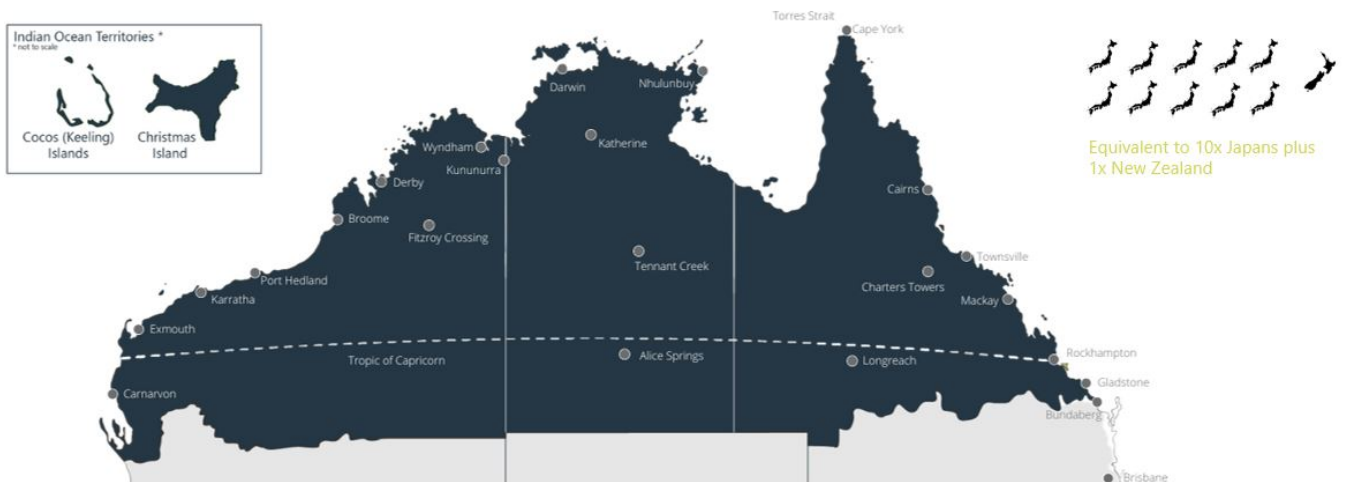 Indian Ocean Territories *
* not to scale
Cocos (Keeling)
Islands
Christmas
Island
Torres Strait
Cape York
Darwin
Nhulunbuy
Katherine
Wyndham
Kununurra
Derby
Broome
Fitzroy Crossing
Cairns
Tennant Creek
Townsville
Port Hedland
Charters Towers
Karratha
Mackay
Exmouth
Tropic of Capricorn
Alice Springs
Longreach
Rockhampton
Gladstone
Carnarvon
Bundaberg
Brisbane
Equivalent to 10x Japans plus
1x New Zealand